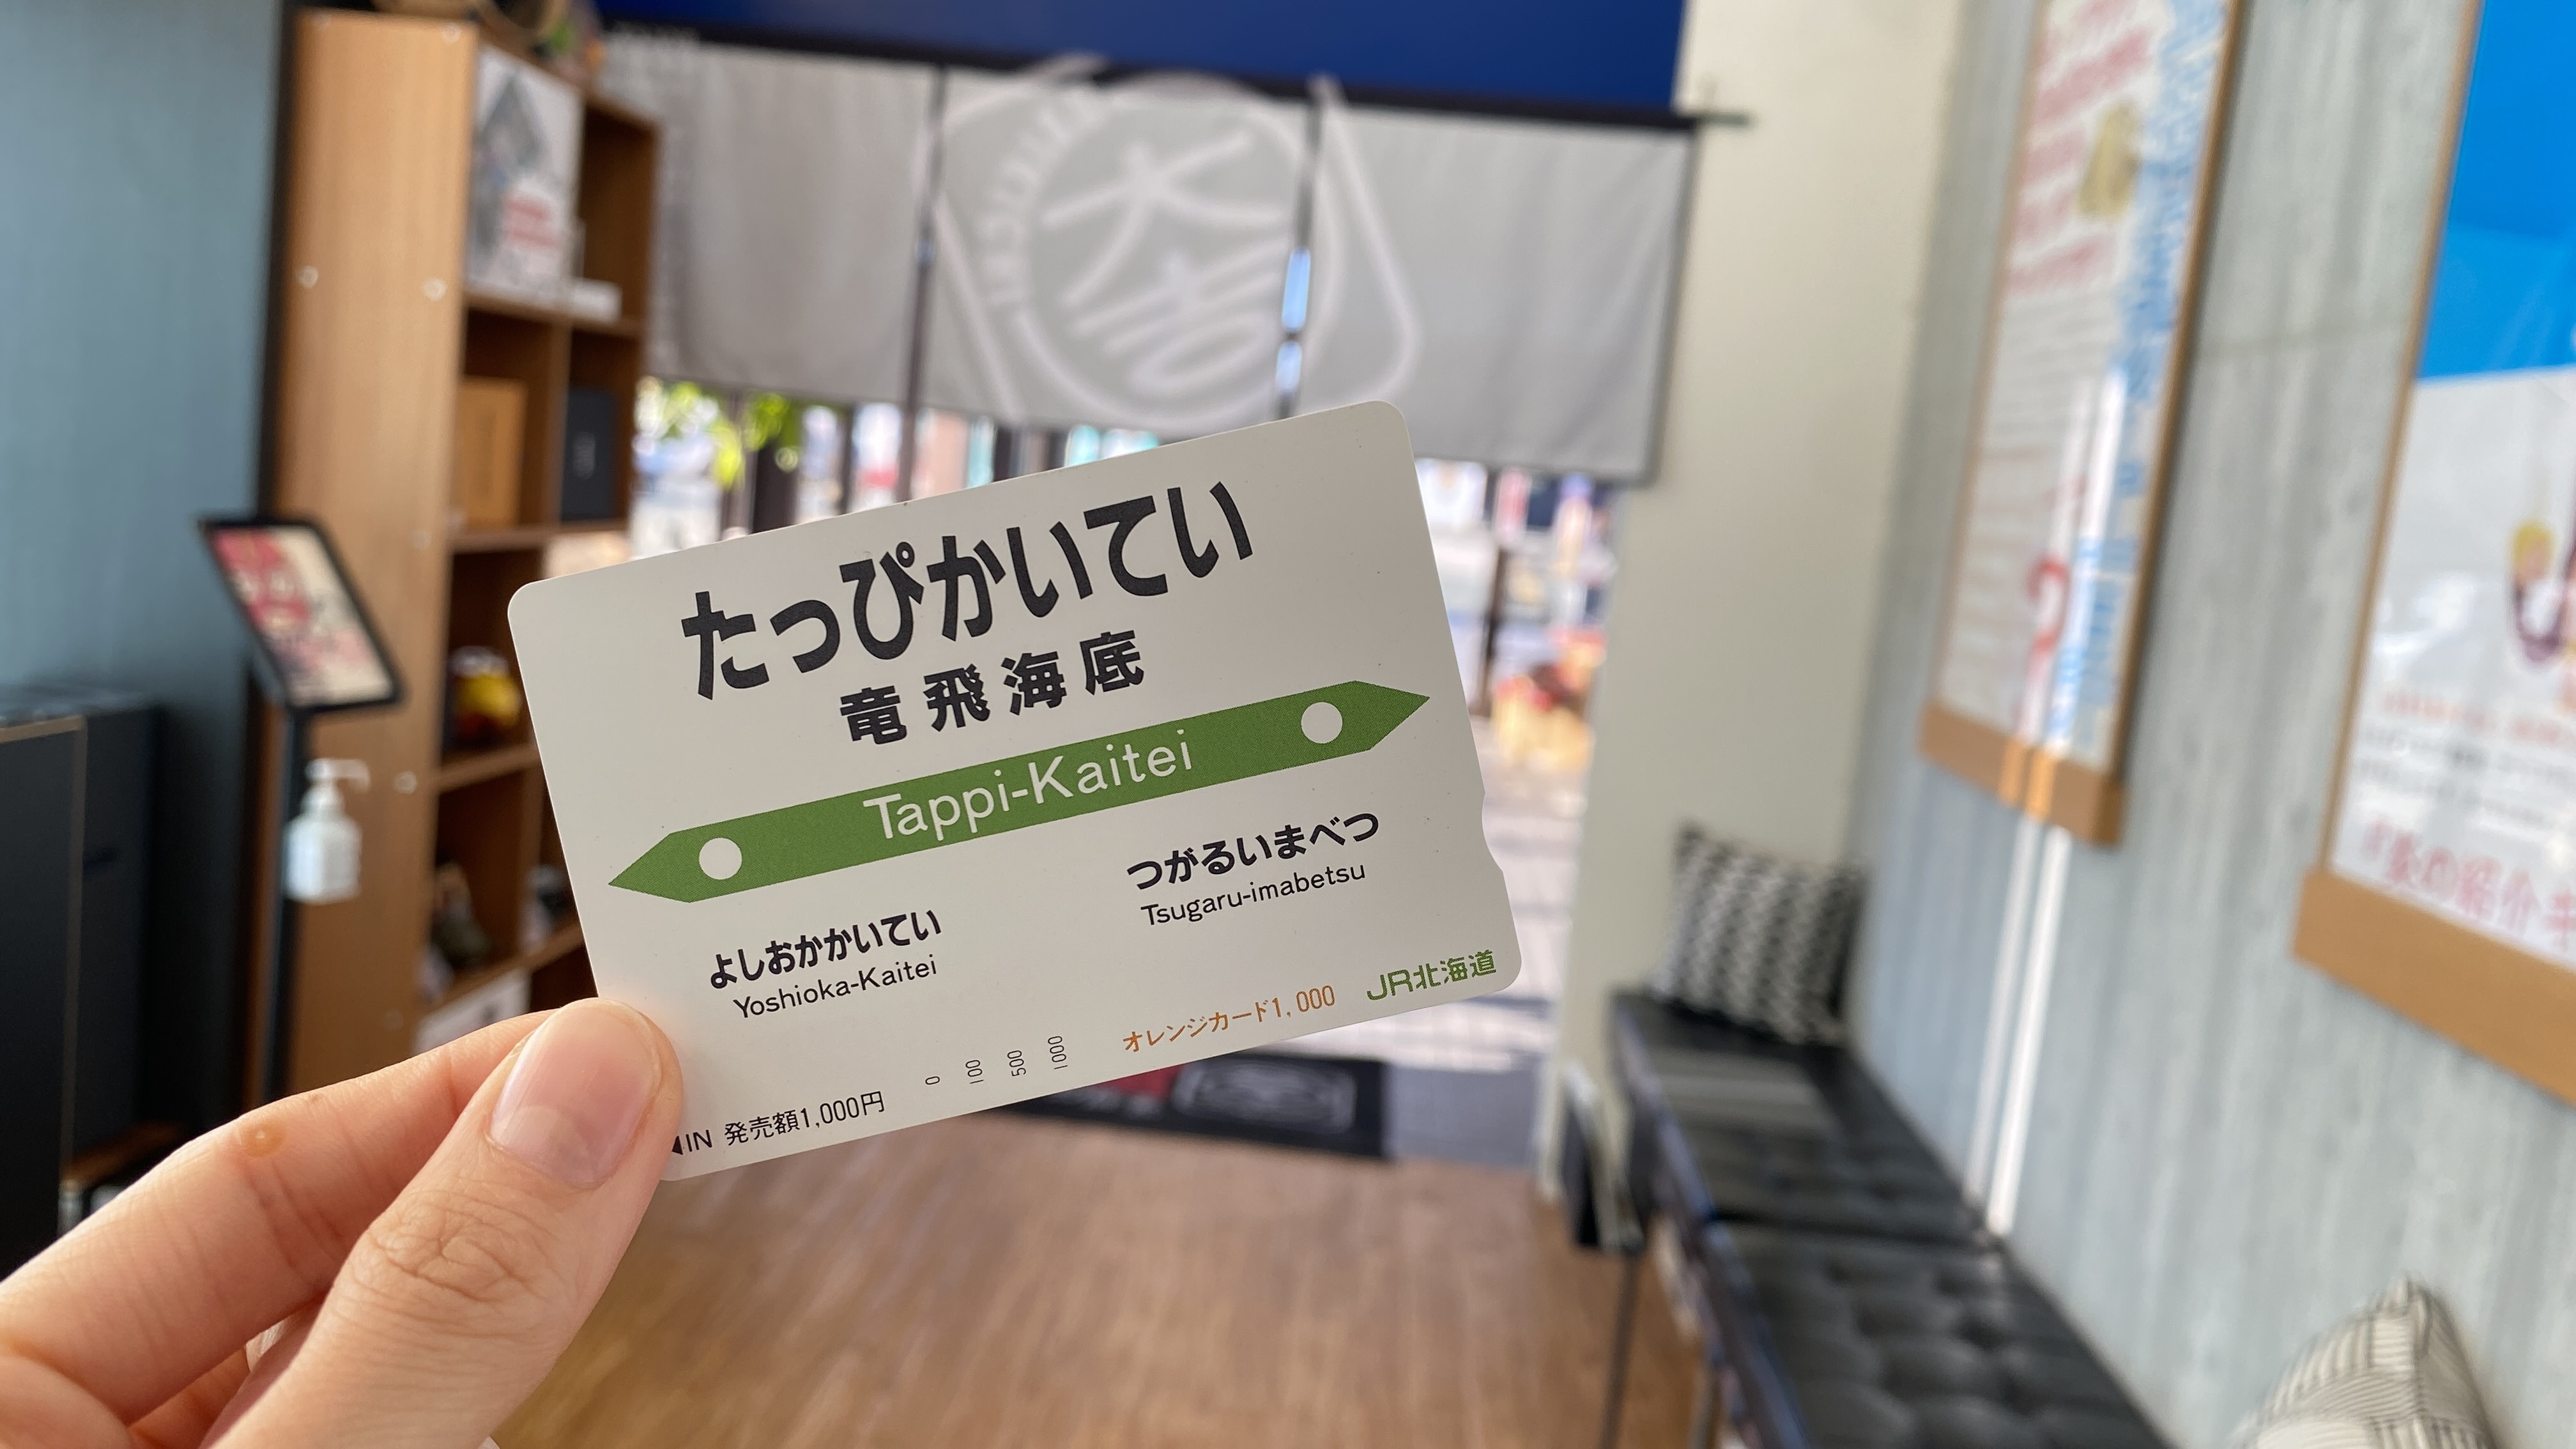 大吉
たっぴかいてい
竜飛海底
Tappi-Kaitei
よしおかかいてい
Yoshioka-Kaitei
つがるいまべつ
Tsugaru-imabetsu
オレンジカード1,000 JR北海道
◀IN 発売額1,000円 0 100 500 1000